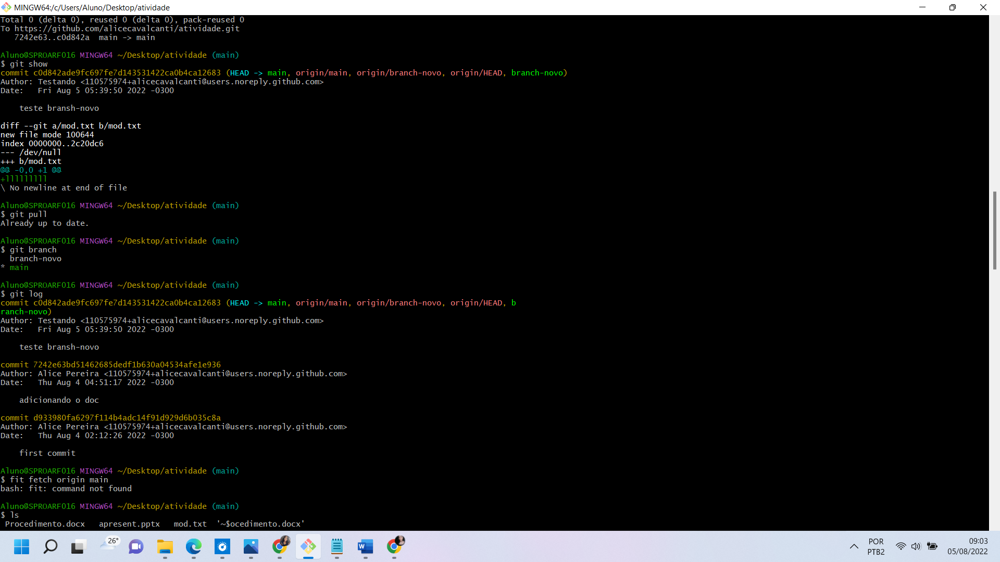 MINGW64:/c/Users/Aluno/Desktop/atividade
Total 0 (delta 0), reused 0 (delta 0), pack-reused 0
To https://github.com/alicecavalcanti/atividade.git
   7242e63..c0d842a  main -> main
Aluno@SPROARF016 MINGW64 ~/Desktop/atividade (main)
$ git show
commit c0d842ade9fc697fe7d143531422ca0b4ca12683 (HEAD -> main, origin/main, origin/branch-novo, origin/HEAD, branch-novo)
Author: Testando <110575974+alicecavalcanti@users.noreply.github.com>
Date:   Fri Aug 5 05:39:50 2022 -0300
    teste bransh-novo
diff --git a/mod.txt b/mod.txt
new file mode 100644
index 0000000..2c20dc6
--- /dev/null
+++ b/mod.txt
@@ -0,0 +1 @@
+lllllllll
\ No newline at end of file
Aluno@SPROARF016 MINGW64 ~/Desktop/atividade (main)
$ git pull
Already up to date.
Aluno@SPROARF016 MINGW64 ~/Desktop/atividade (main)
$ git branch
  branch-novo
* main
Aluno@SPROARF016 MINGW64 ~/Desktop/atividade (main)
$ git log
commit c0d842ade9fc697fe7d143531422ca0b4ca12683 (HEAD -> main, origin/main, origin/branch-novo, origin/HEAD, b
ranch-novo)
Author: Testando <110575974+alicecavalcanti@users.noreply.github.com>
Date:   Fri Aug 5 05:39:50 2022 -0300
    teste bransh-novo
commit 7242e63bd51462685dedf1b630a04534afe1e936
Author: Alice Pereira <110575974+alicecavalcanti@users.noreply.github.com>
Date:   Thu Aug 4 04:51:17 2022 -0300
    adicionando o doc
commit d933980fa6297f114b4adc14f91d929d6b035c8a
Author: Alice Pereira <110575974+alicecavalcanti@users.noreply.github.com>
Date:   Thu Aug 4 02:12:26 2022 -0300
    first commit
Aluno@SPROARF016 MINGW64 ~/Desktop/atividade (main)
$ fit fetch origin main
bash: fit: command not found
Aluno@SPROARF016 MINGW64 ~/Desktop/atividade (main)
$ ls
 Procedimento.docx   apresent.pptx   mod.txt  '~$ocedimento.docx'
26°
W
POR
PTB2
09:03
05/08/2022